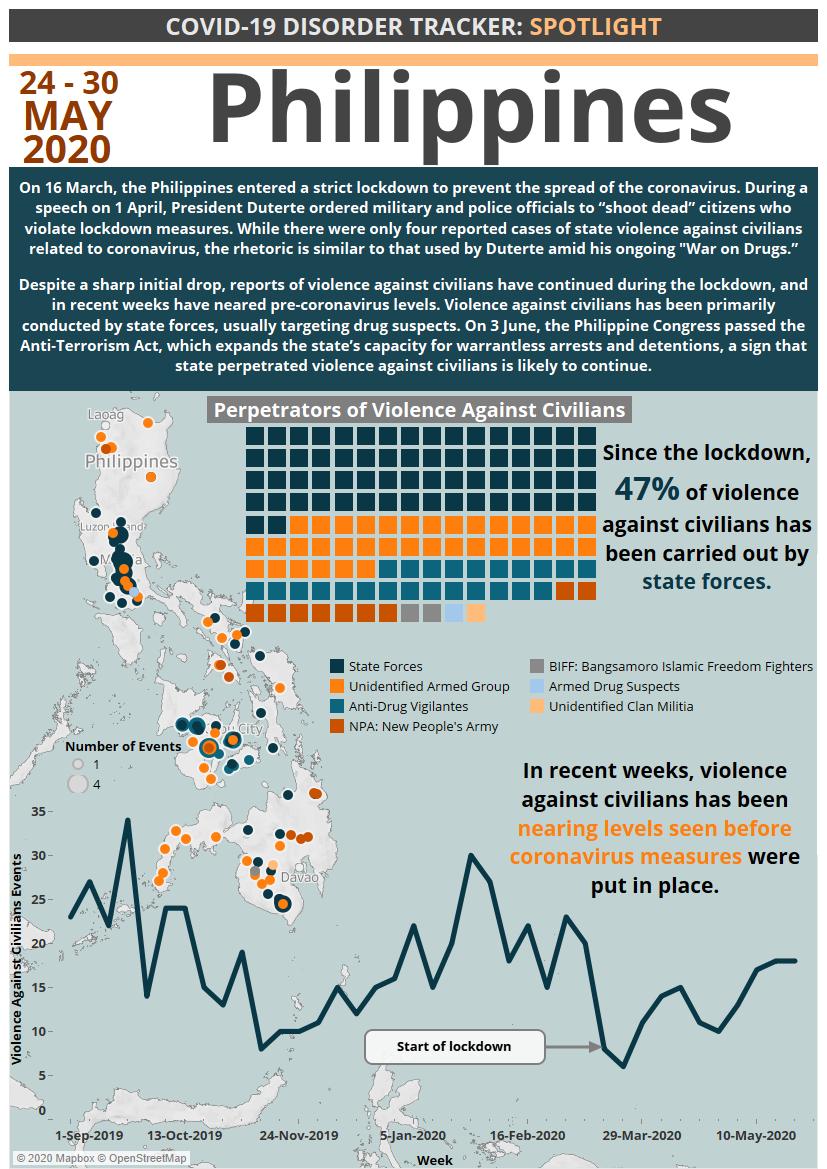 COVID-19 DISORDER TRACKER: SPOTLIGHT
24 - 30
MAY
2020
Philippines
On 16 March, the Philippines entered a strict lockdown to prevent the spread of the coronavirus. During a
speech on 1 April, President Duterte ordered military and police officials to “shoot dead” citizens who
violate lockdown measures. While there were only four reported cases of state violence against civilians
related to coronavirus, the rhetoric is similar to that used by Duterte amid his ongoing "War on Drugs.”
Despite a sharp initial drop, reports of violence against civilians have continued during the lockdown, and
in recent weeks have neared pre-coronavirus levels. Violence against civilians has been primarily
conducted by state forces, usually targeting drug suspects. On 3 June, the Philippine Congress passed the
Anti-Terrorism Act, which expands the state’s capacity for warrantless arrests and detentions, a sign that
state perpetrated violence against civilians is likely to continue.
Perpetrators of Violence Against Civilians
Since the lockdown,
47% of violence
against civilians has
been carried out by
state forces.
Laoag
Philippines
State Forces
Unidentified Armed Group
Anti-Drug Vigilantes
NPA: New People's Army
BIFF: Bangsamoro Islamic Freedom Fighters
Armed Drug Suspects
Unidentified Clan Militia
City
Number of Events
1
4
In recent weeks, violence
against civilians has been
nearing levels seen before
coronavirus measures were
put in place.
Davao
Violence Against Civilians Events
35
30
25
20
15
10
5
0
Start of lockdown
1-Sep-2019
13-Oct-2019
24-Nov-2019
5-Jan-2020
16-Feb-2020
29-Mar-2020
10-May-2020
Week
© 2020 Mapbox © OpenStreetMap